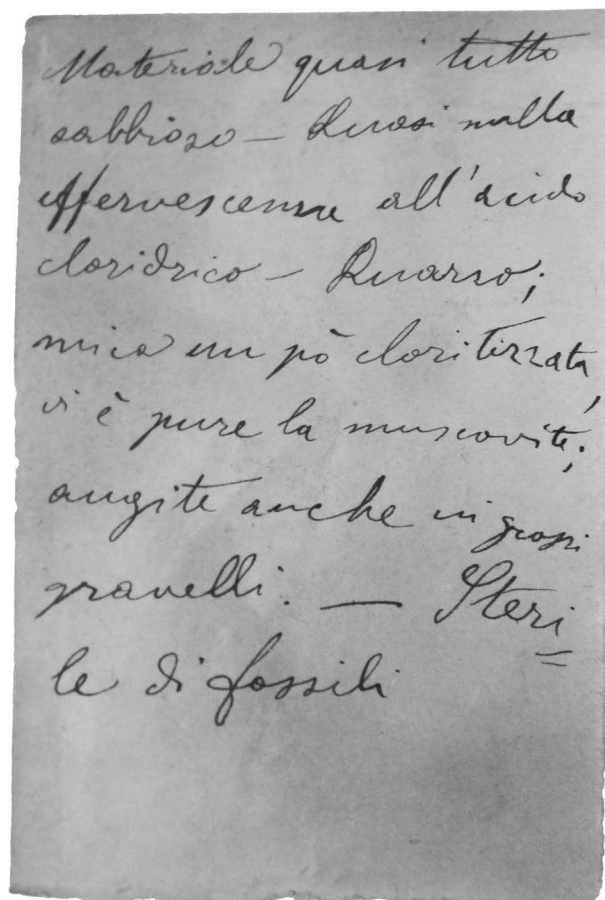 Materiale quasi tutto
sabbioso – Quasi nulla
effervescenza all'acido
cloridrico – Quarzo;
mica un pò cloritizzata,
vi è pure la muscovite;
augite anche in grossi
granelli. — Steri=
le di fossili